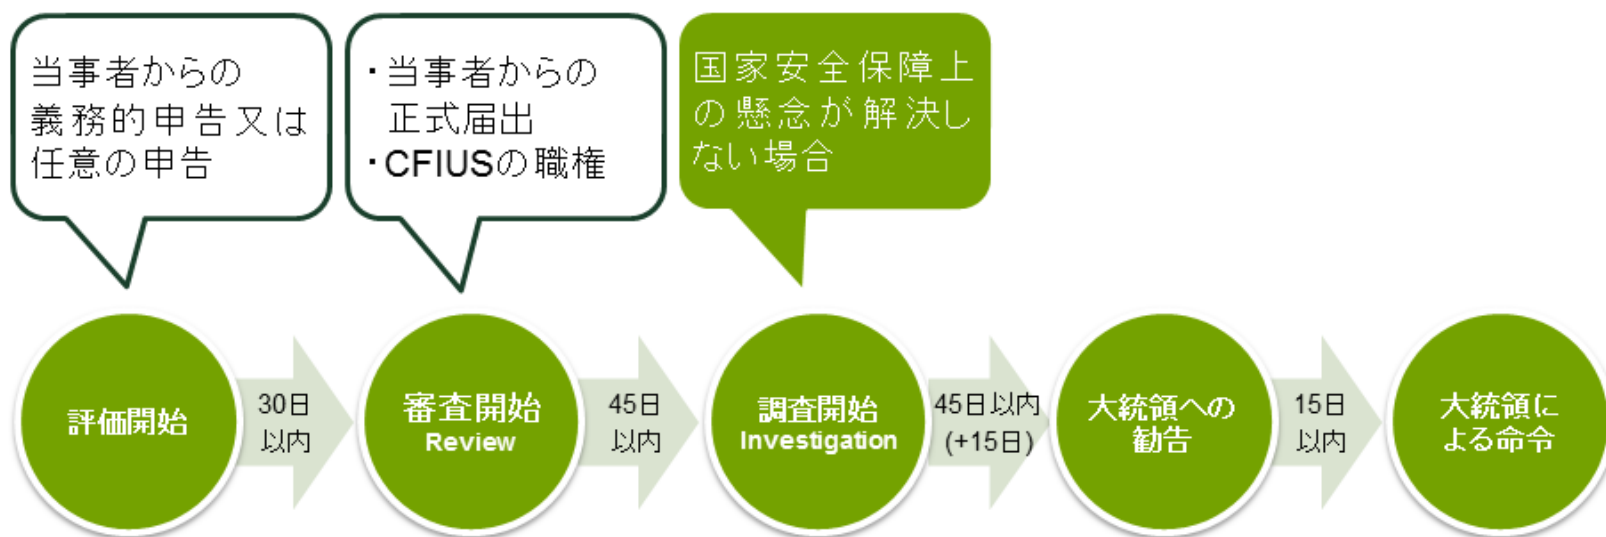 当事者からの
義務的申告又は
任意の申告
・当事者からの
正式届出
・CFIUSの職権
国家安全保障上
の懸念が解決し
ない場合
評価開始
30日
以内
審査開始
Review
45日
以内
調査開始
Investigation
45日以内
(+15日)
大統領への
勧告
15日
以内
大統領に
よる命令